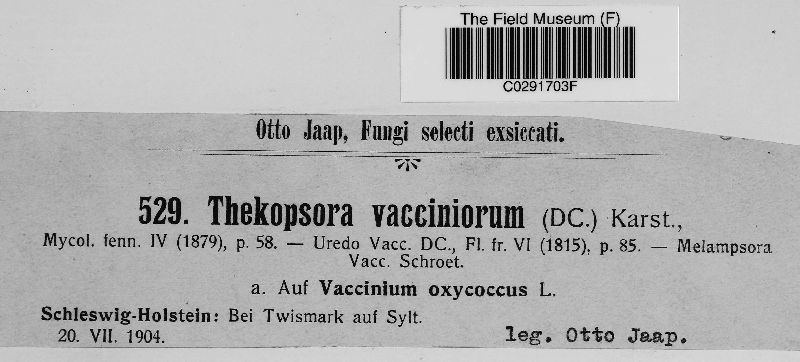 The Field Museum (F)
C0291703F
Otto Jaap, Fungi selecti exsiccati.
529. Thekopsora vacciniorum (DC.) Karst.,
Mycol. fenn. IV (1879), p. 58. — Uredo Vacc. DC., Fl. fr. VI (1815), p. 85. — Melampsora
Vacc. Schroet.
a. Auf Vaccinium oxycoccus L.
Schleswig-Holstein: Bei Twismark auf Sylt.
20. VII. 1904.
leg. Otto Jaap.